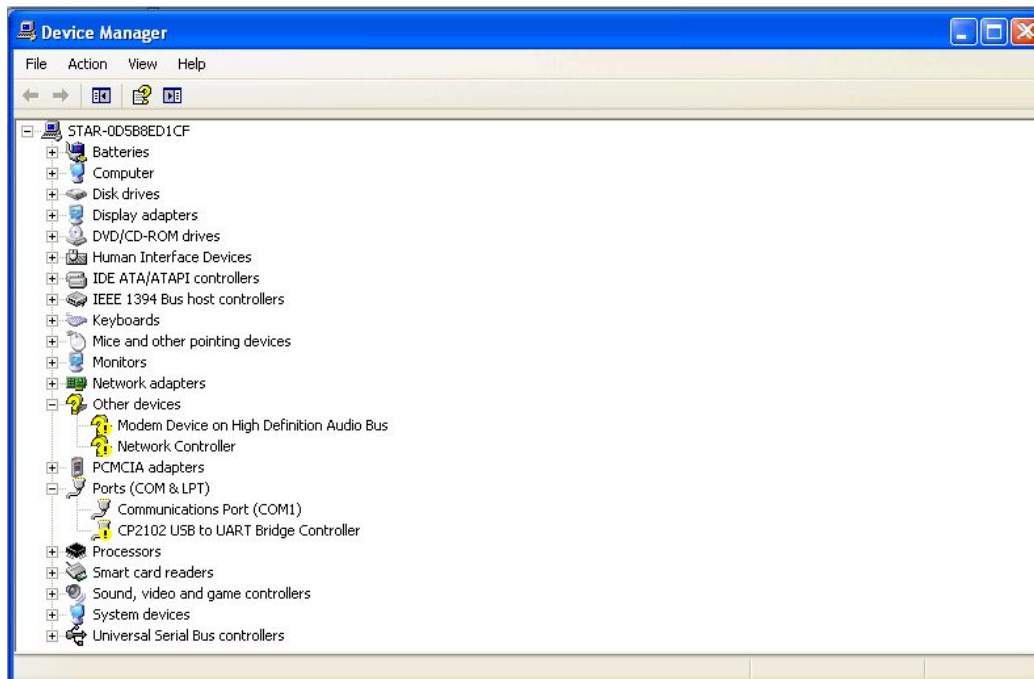 Device Manager
File Action View Help
STAR-0D5B8ED1CF
Batteries
Computer
Disk drives
Display adapters
DVD/CD-ROM drives
Human Interface Devices
IDE ATA/ATAPI controllers
IEEE 1394 Bus host controllers
Keyboards
Mice and other pointing devices
Monitors
Network adapters
Other devices
Modem Device on High Definition Audio Bus
Network Controller
PCMCIA adapters
Ports (COM & LPT)
Communications Port (COM1)
CP2102 USB to UART Bridge Controller
Processors
Smart card readers
Sound, video and game controllers
System devices
Universal Serial Bus controllers